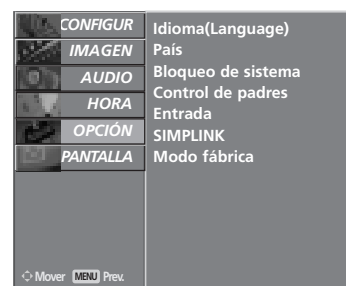 CONFIGUR
IMAGEN
AUDIO
HORA
OPCIÓN
PANTALLA
Idioma(Language)
País
Bloqueo de sistema
Control de padres
Entrada
SIMPLINK
Modo fábrica
Mover MENU Prev.